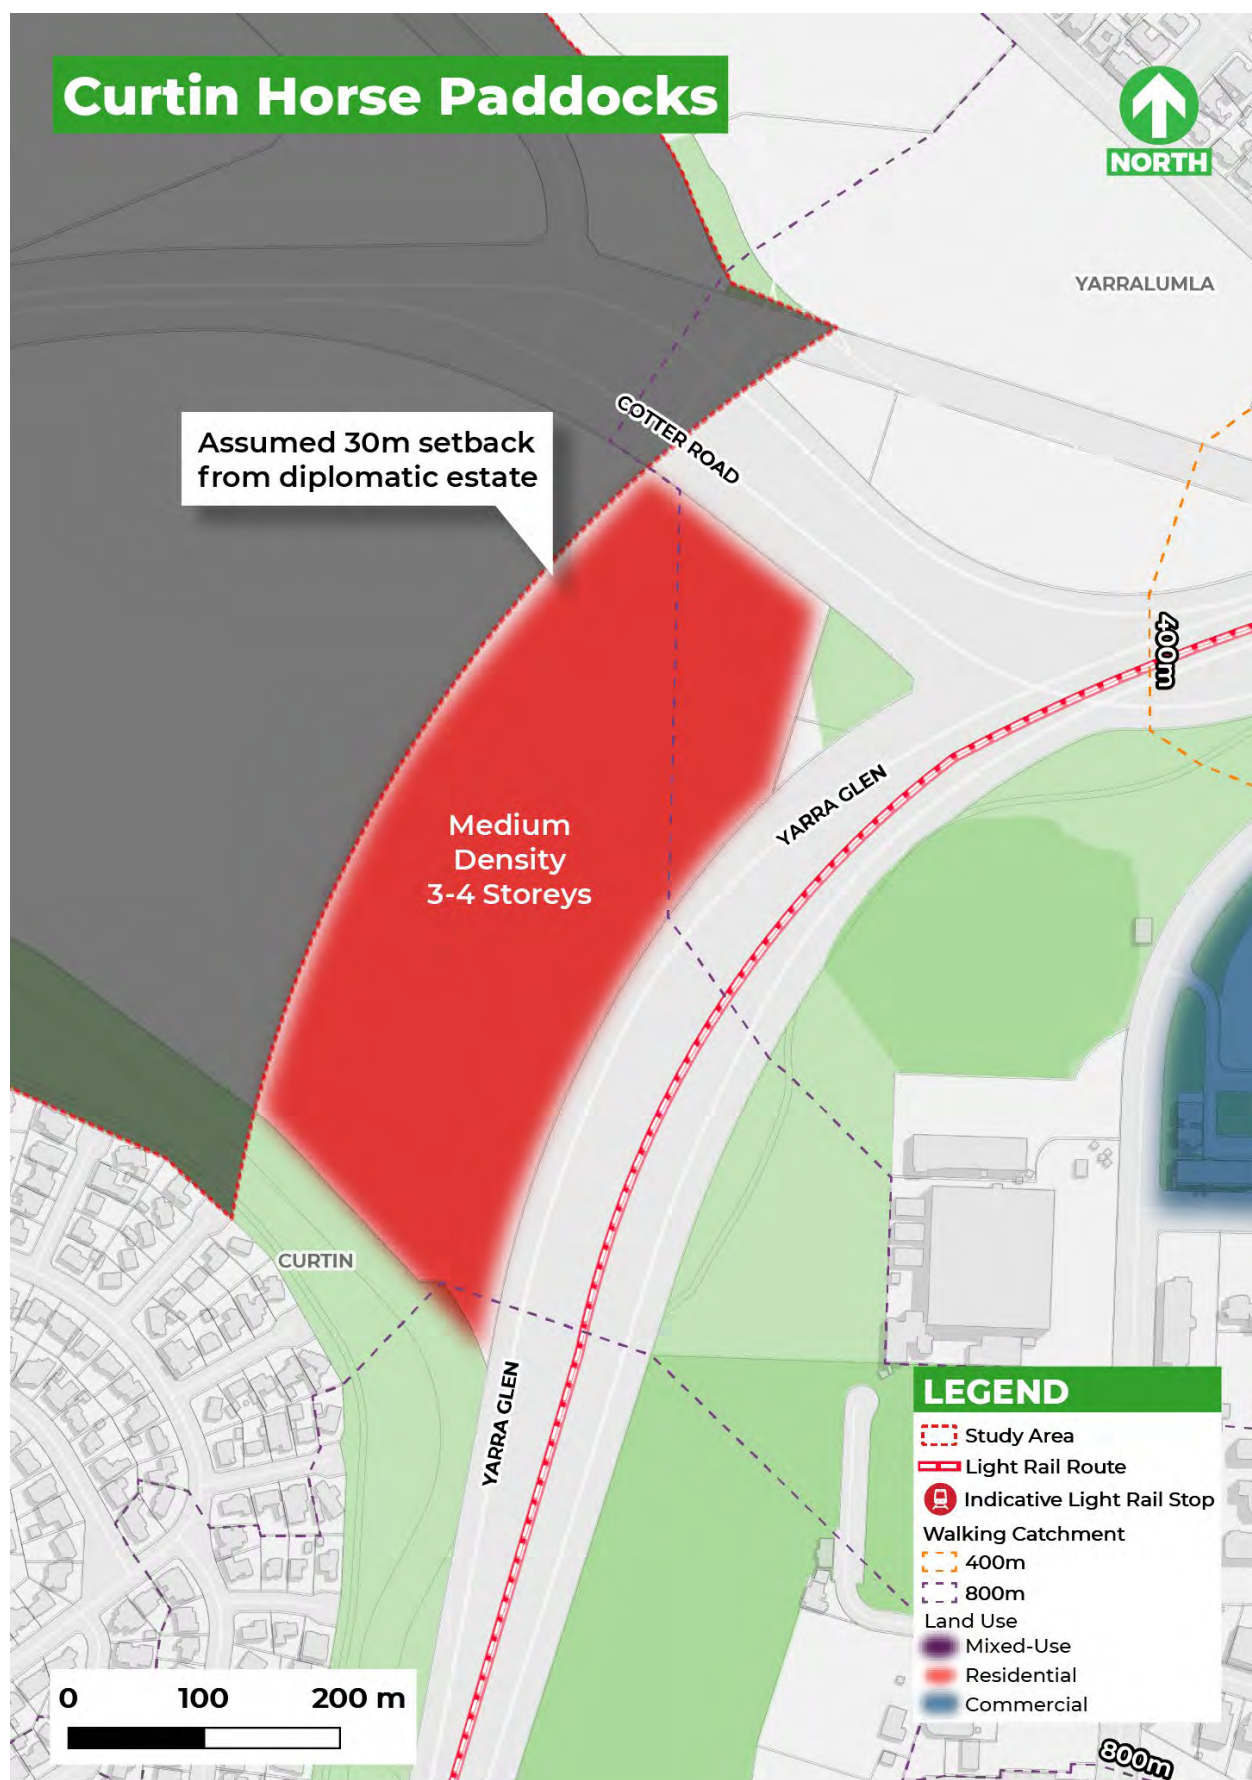 Curtin Horse Paddocks
NORTH
YARRALUMLA
COTTER ROAD
Assumed 30m setback
from diplomatic estate
400m
YARRA GLEN
Medium
Density
3-4 Storeys
CURTIN
YARRA GLEN
LEGEND
Study Area
Light Rail Route
Indicative Light Rail Stop
Walking Catchment
400m
800m
Land Use
Mixed-Use
Residential
Commercial
0 100 200 m
800m